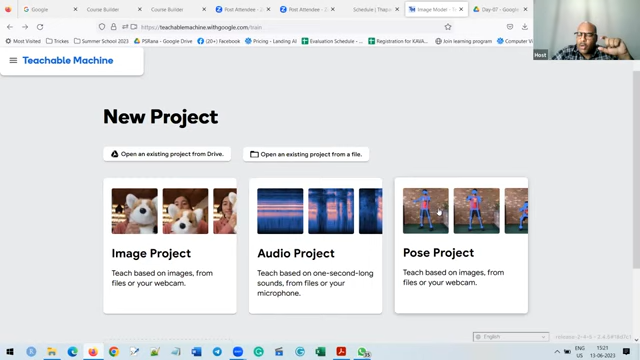 Google
Course Builder
Course Builder
Post Attendee - J
Post Attendee - Z
Schedule | Thap
Image Model - T
Day-07 - Google
https://teachablemachine.withgoogle.com/train
Most Visited
Trickes
Summer School 2023
PSRana - Google Drive
(20+) Facebook
Pricing - Landing AI
Evaluation Schedule -
Registration for KAVA
Join learning program
Computer Vi
Host
Teachable Machine
New Project
Open an existing project from Drive.
Open an existing project from a file.
Image Project
Teach based on images, from
files or your webcam.
Audio Project
Teach based on one-second-long
sounds, from files or your
microphone.
Pose Project
Teach based on images, from
files or your webcam.
English
ENG
US
15:21
13-06-2023